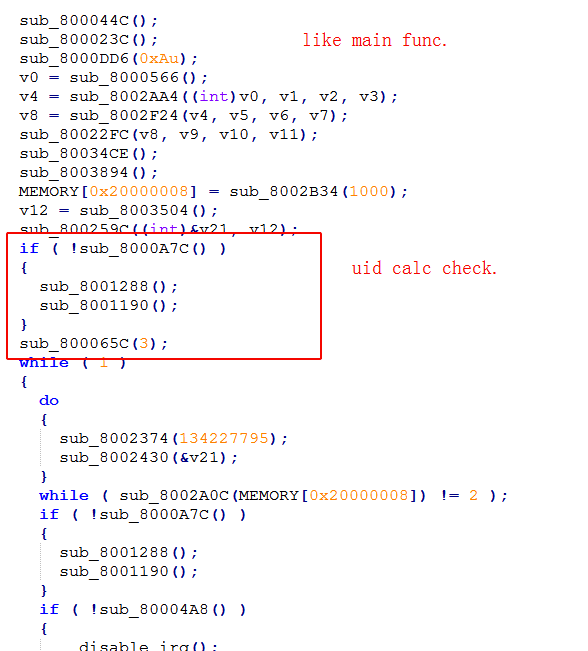 sub_800044C();
sub_800023C();
like main func.
sub_8000DD6(0xAu);
v0 = sub_8000566();
v4 = sub_8002AA4((int)v0, v1, v2, v3);
v8 = sub_8002F24(v4, v5, v6, v7);
sub_80022FC(v8, v9, v10, v11);
sub_80034CE();
sub_8003894();
MEMORY[0x20000008] = sub_8002B34(1000);
v12 = sub_8003504();
sub_800259C((int)&v21, v12);
if ( !sub_8000A7C() )
{
uid calc check.
sub_8001288();
sub_8001190();
}
sub_800065C(3);
while ( 1 )
{
do
{
sub_8002374(134227795);
sub_8002430(&v21);
}
while ( sub_8002A0C(MEMORY[0x20000008]) != 2 );
if ( !sub_8000A7C() )
{
sub_8001288();
sub_8001190();
}
if ( !sub_80004A8() )
{
__disable_irq();